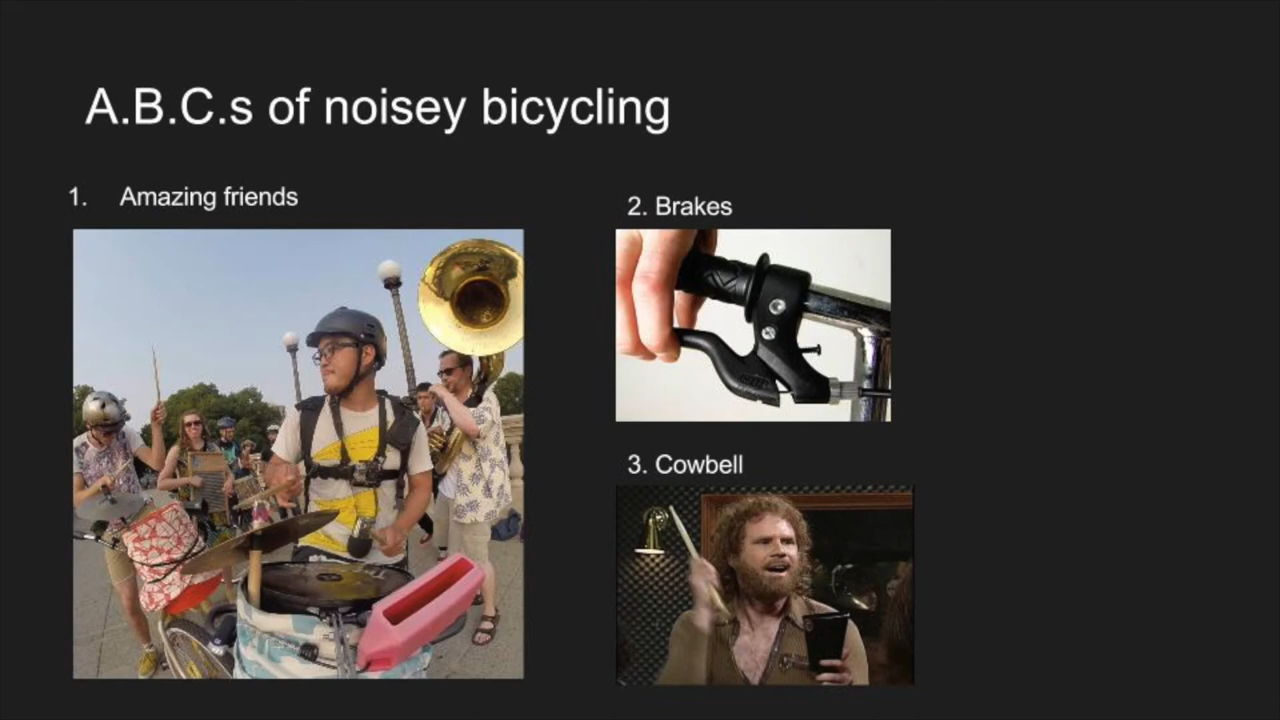 A.B.C.s of noisey bicycling
1. Amazing friends
2. Brakes
3. Cowbell